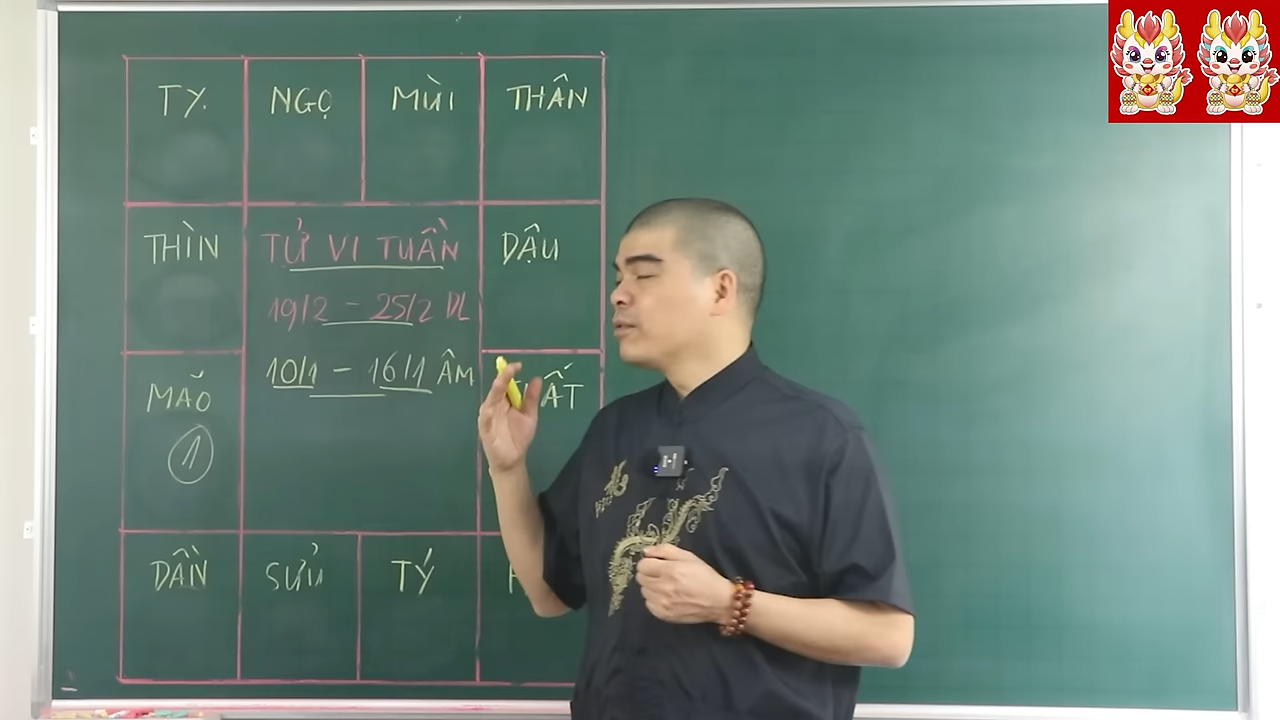 TỴ
NGỌ
MÙI
THÂN
THÌN
TỬ VI TUẦN
DẬU
19/2 - 25/2 DL
10/1 - 16/1 ÂM
MÃO
1
DẦN
SỬU
TÝ